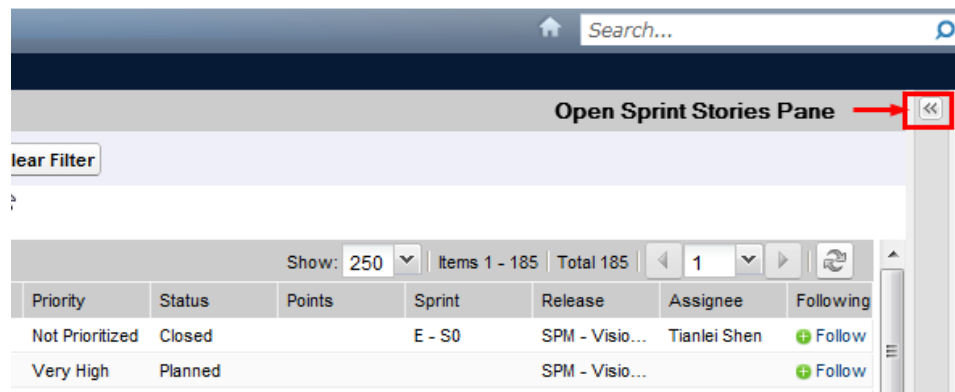 Search...
Open Sprint Stories Pane
lear Filter
Show: 250 Items 1 - 185 Total 185 1
Priority Status Points Sprint Release Assignee Following
Not Prioritized Closed E - S0 SPM - Visio... Tianlei Shen Follow
Very High Planned SPM - Visio... Follow